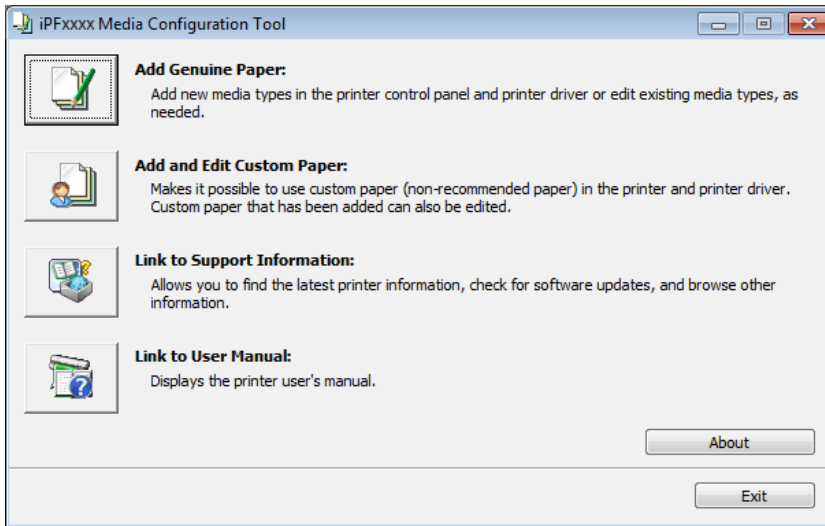 iPFxxxx Media Configuration Tool
Add Genuine Paper:
Add new media types in the printer control panel and printer driver or edit existing media types, as
needed.
Add and Edit Custom Paper:
Makes it possible to use custom paper (non-recommended paper) in the printer and printer driver.
Custom paper that has been added can also be edited.
Link to Support Information:
Allows you to find the latest printer information, check for software updates, and browse other
information.
Link to User Manual:
Displays the printer user's manual.
About
Exit